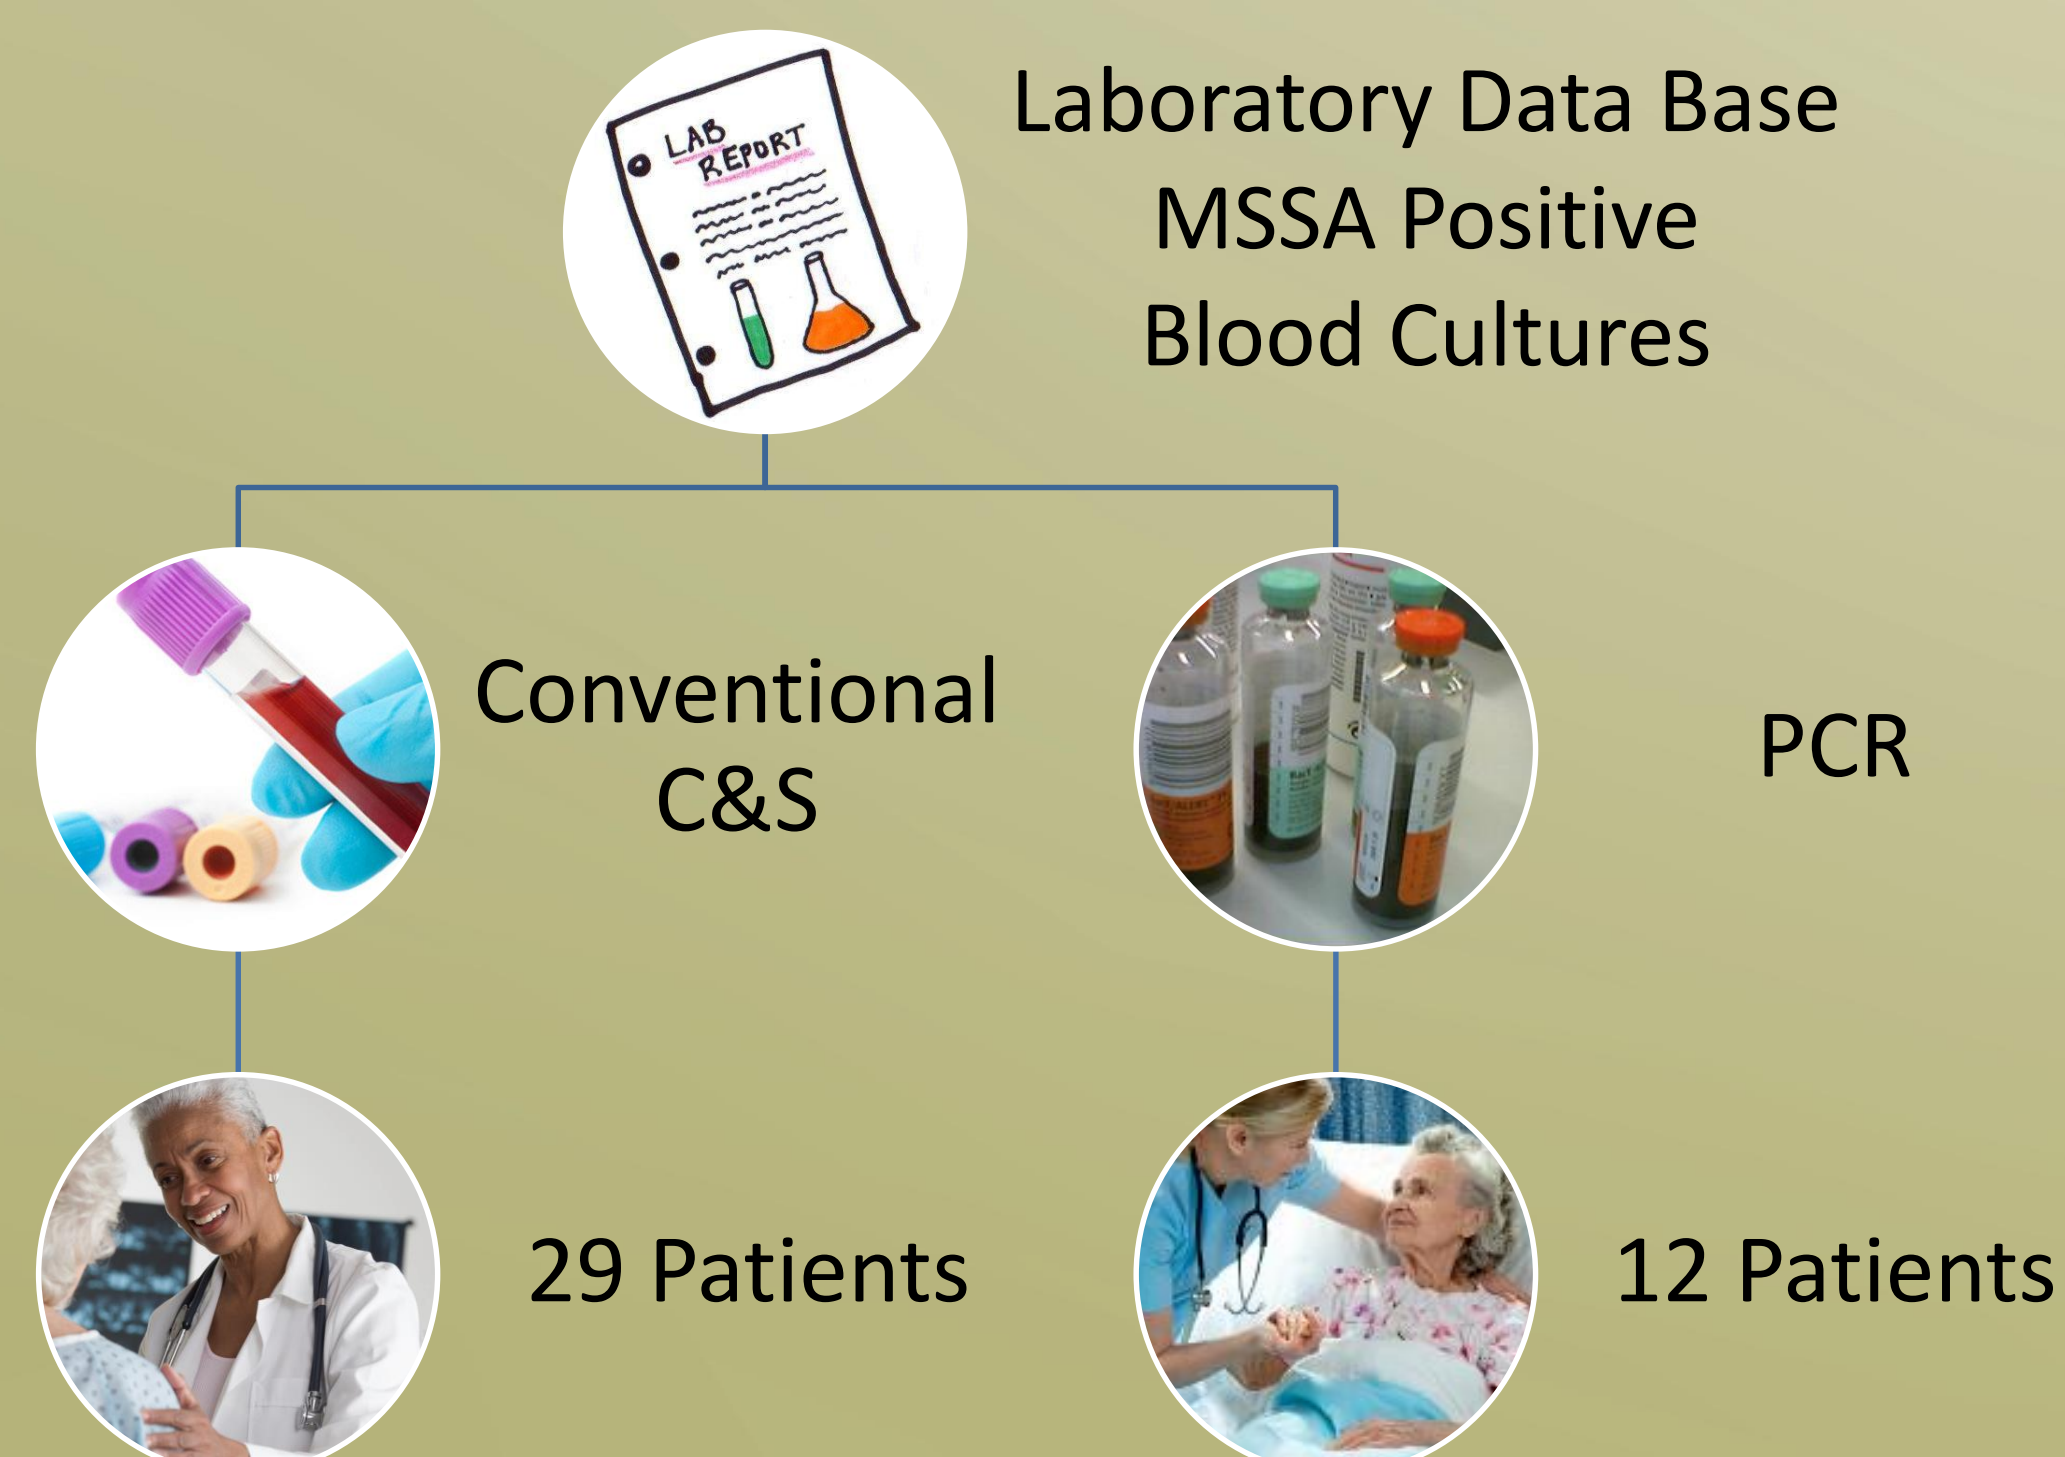 LAB
REPORT
Laboratory Data Base
MSSA Positive
Blood Cultures
Conventional
C&S
PCR
29 Patients
12 Patients